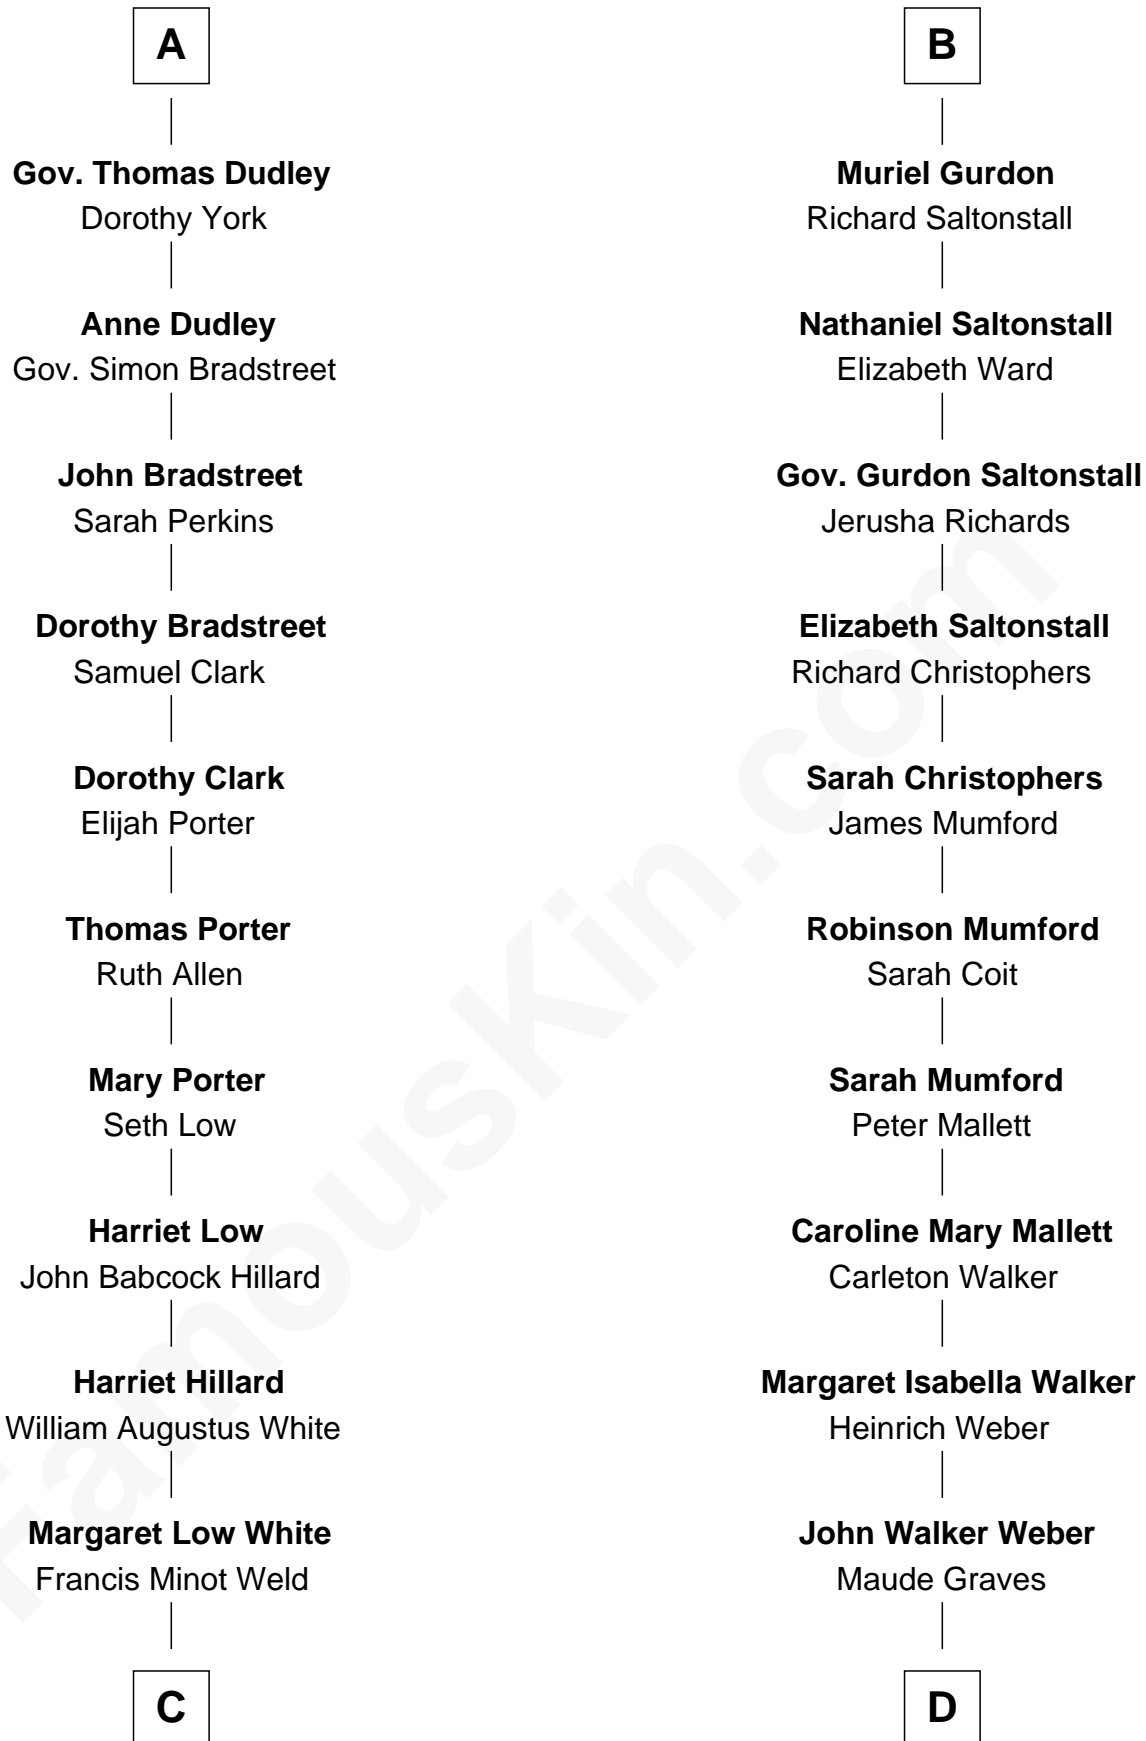 A
Gov. Thomas Dudley
Dorothy York
Anne Dudley
Gov. Simon Bradstreet
John Bradstreet
Sarah Perkins
Dorothy Bradstreet
Samuel Clark
Dorothy Clark
Elijah Porter
Thomas Porter
Ruth Allen
Mary Porter
Seth Low
Harriet Low
John Babcock Hillard
Harriet Hillard
William Augustus White
Margaret Low White
Francis Minot Weld
C
B
Muriel Gurdon
Richard Saltonstall
Nathaniel Saltonstall
Elizabeth Ward
Gov. Gurdon Saltonstall
Jerusha Richards
Elizabeth Saltonstall
Richard Christophers
Sarah Christophers
James Mumford
Robinson Mumford
Sarah Coit
Sarah Mumford
Peter Mallett
Caroline Mary Mallett
Carleton Walker
Margaret Isabella Walker
Heinrich Weber
John Walker Weber
Maude Graves
D
FamousKin.com